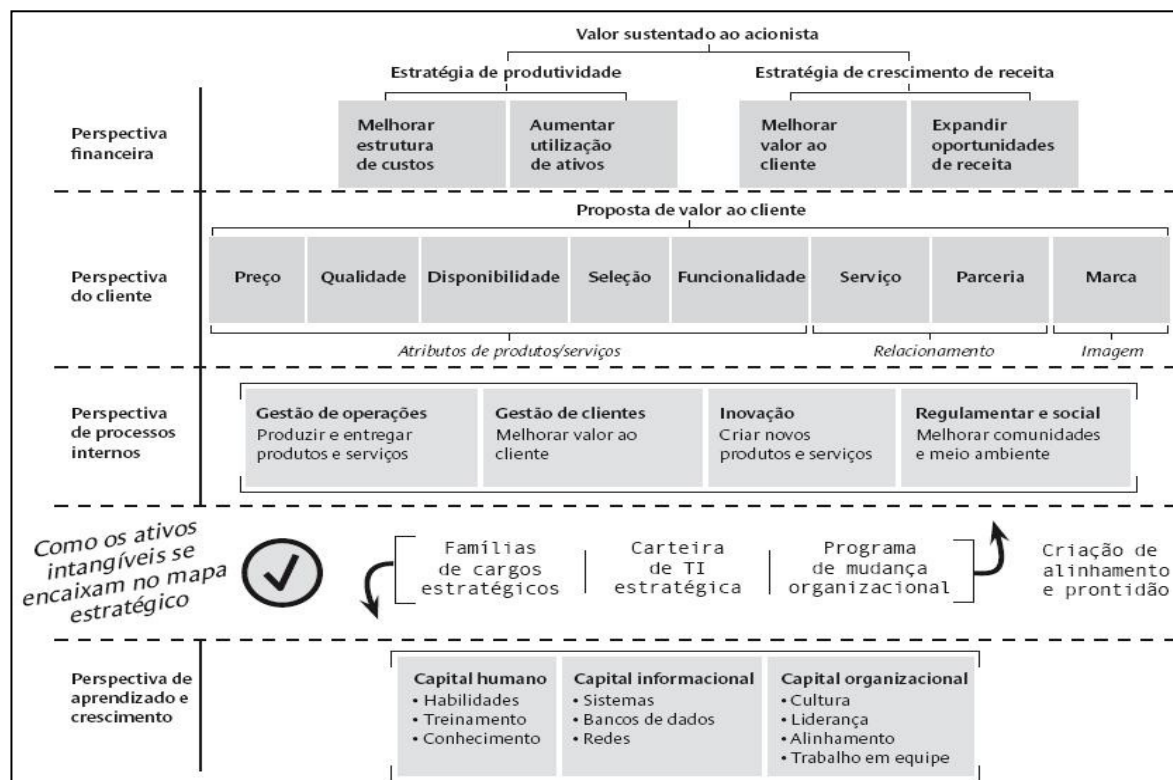 Valor sustentado ao acionista
Estratégia de produtividade
Estratégia de crescimento de receita
Perspectiva
financeira
Melhorar
estrutura
de custos
Aumentar
utilização
de ativos
Melhorar
valor ao
cliente
Expandir
oportunidades
de receita
Proposta de valor ao cliente
Perspectiva
do cliente
Preço
Qualidade
Disponibilidade
Seleção
Funcionalidade
Serviço
Parceria
Marca
Atributos de produtos/serviços
Relacionamento
Imagem
Perspectiva
de processos
internos
Gestão de operações
Produzir e entregar
produtos e serviços
Gestão de clientes
Melhorar valor ao
cliente
Inovação
Criar novos
produtos e serviços
Regulamentar e social
Melhorar comunidades
e meio ambiente
Como os ativos
intangíveis se
encaixam no mapa
estratégico
Famílias
de cargos
estratégicos
Carteira
de TI
estratégica
Programa
de mudança
organizacional
Criação de
alinhamento
e prontidão
Perspectiva de
aprendizado e
crescimento
Capital humano
• Habilidades
• Treinamento
• Conhecimento
Capital informacional
• Sistemas
• Bancos de dados
• Redes
Capital organizacional
• Cultura
• Liderança
• Alinhamento
• Trabalho em equipe